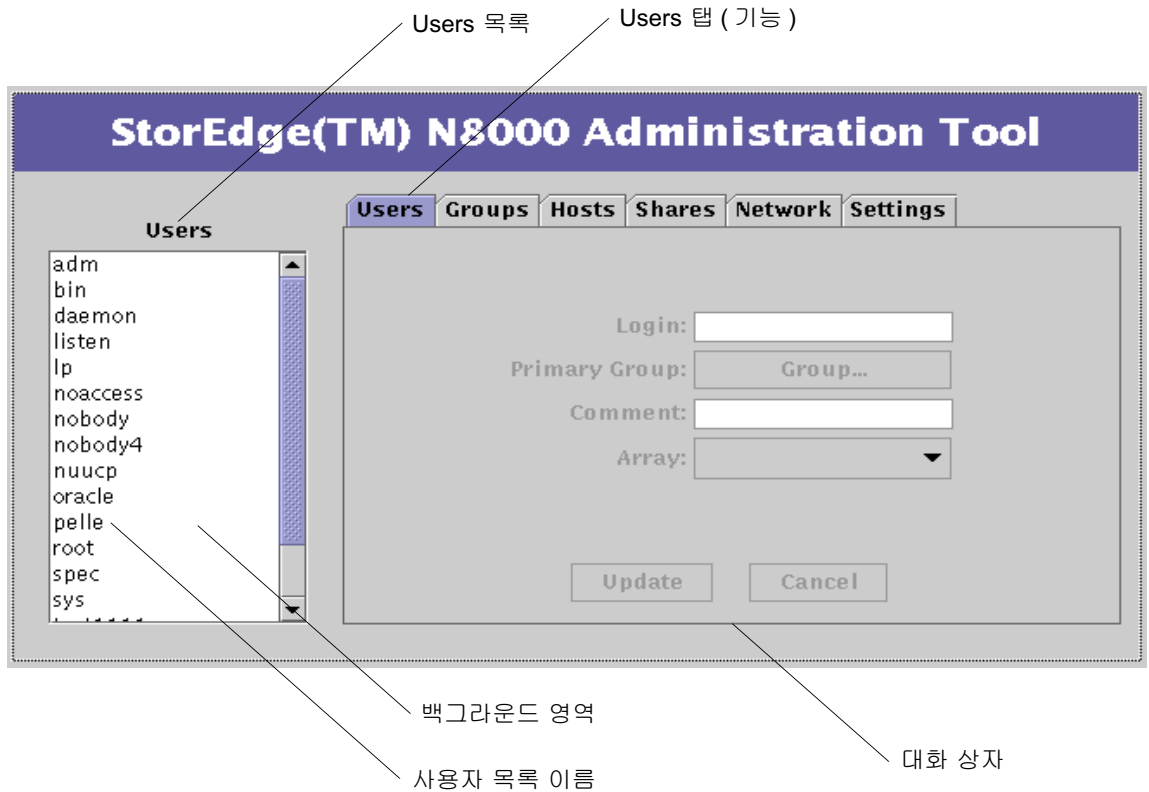 Users 목록
Users 탭 ( 기능 )
StorEdge(TM) N8000 Administration Tool
Users
Users Groups Hosts Shares Network Settings
adm
bin
daemon
listen
lp
noaccess
nobody
nobody4
nuucp
oracle
pelle
root
spec
sys
Login:
Primary Group: Group...
Comment:
Array:
Update Cancel
백그라운드 영역
대화 상자
사용자 목록 이름